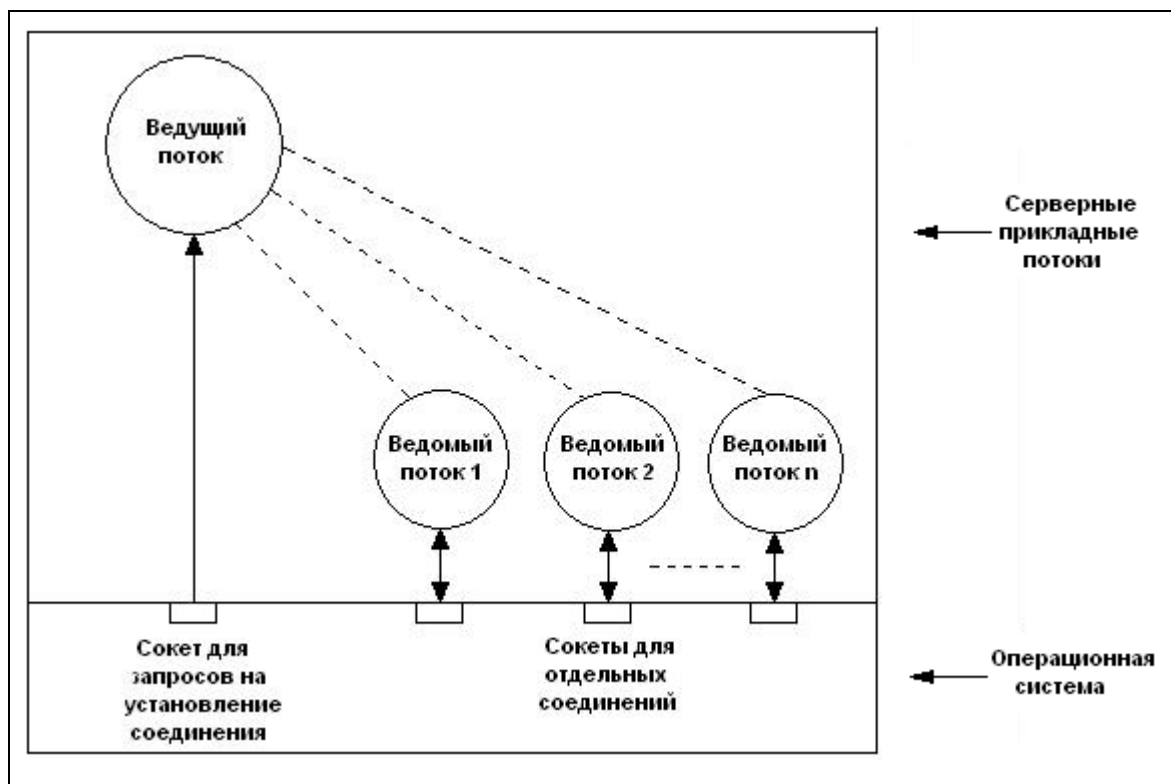 Ведущий
поток
Серверные
прикладные
потоки
Ведомый
поток 1
Ведомый
поток 2
Ведомый
поток n
Сокет для
запросов на
установление
соединения
Сокеты для
отдельных
соединений
Операционная
система